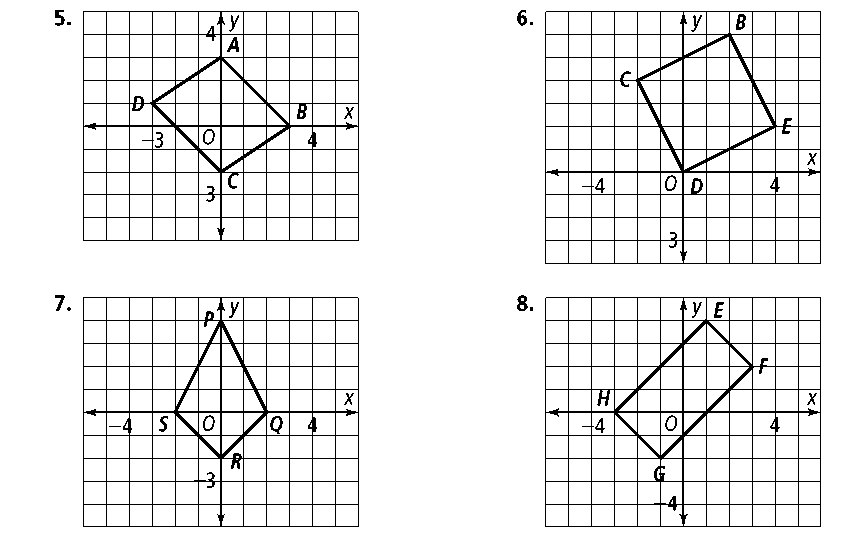 5.
4 y
A
D
B x
−3 O 4
C
3
6.
y B
C
E
x
−4 O D 4
3
7.
P y
x
−4 S O Q 4
R
−3
8.
y E
F
H x
−4 O 4
G
−4